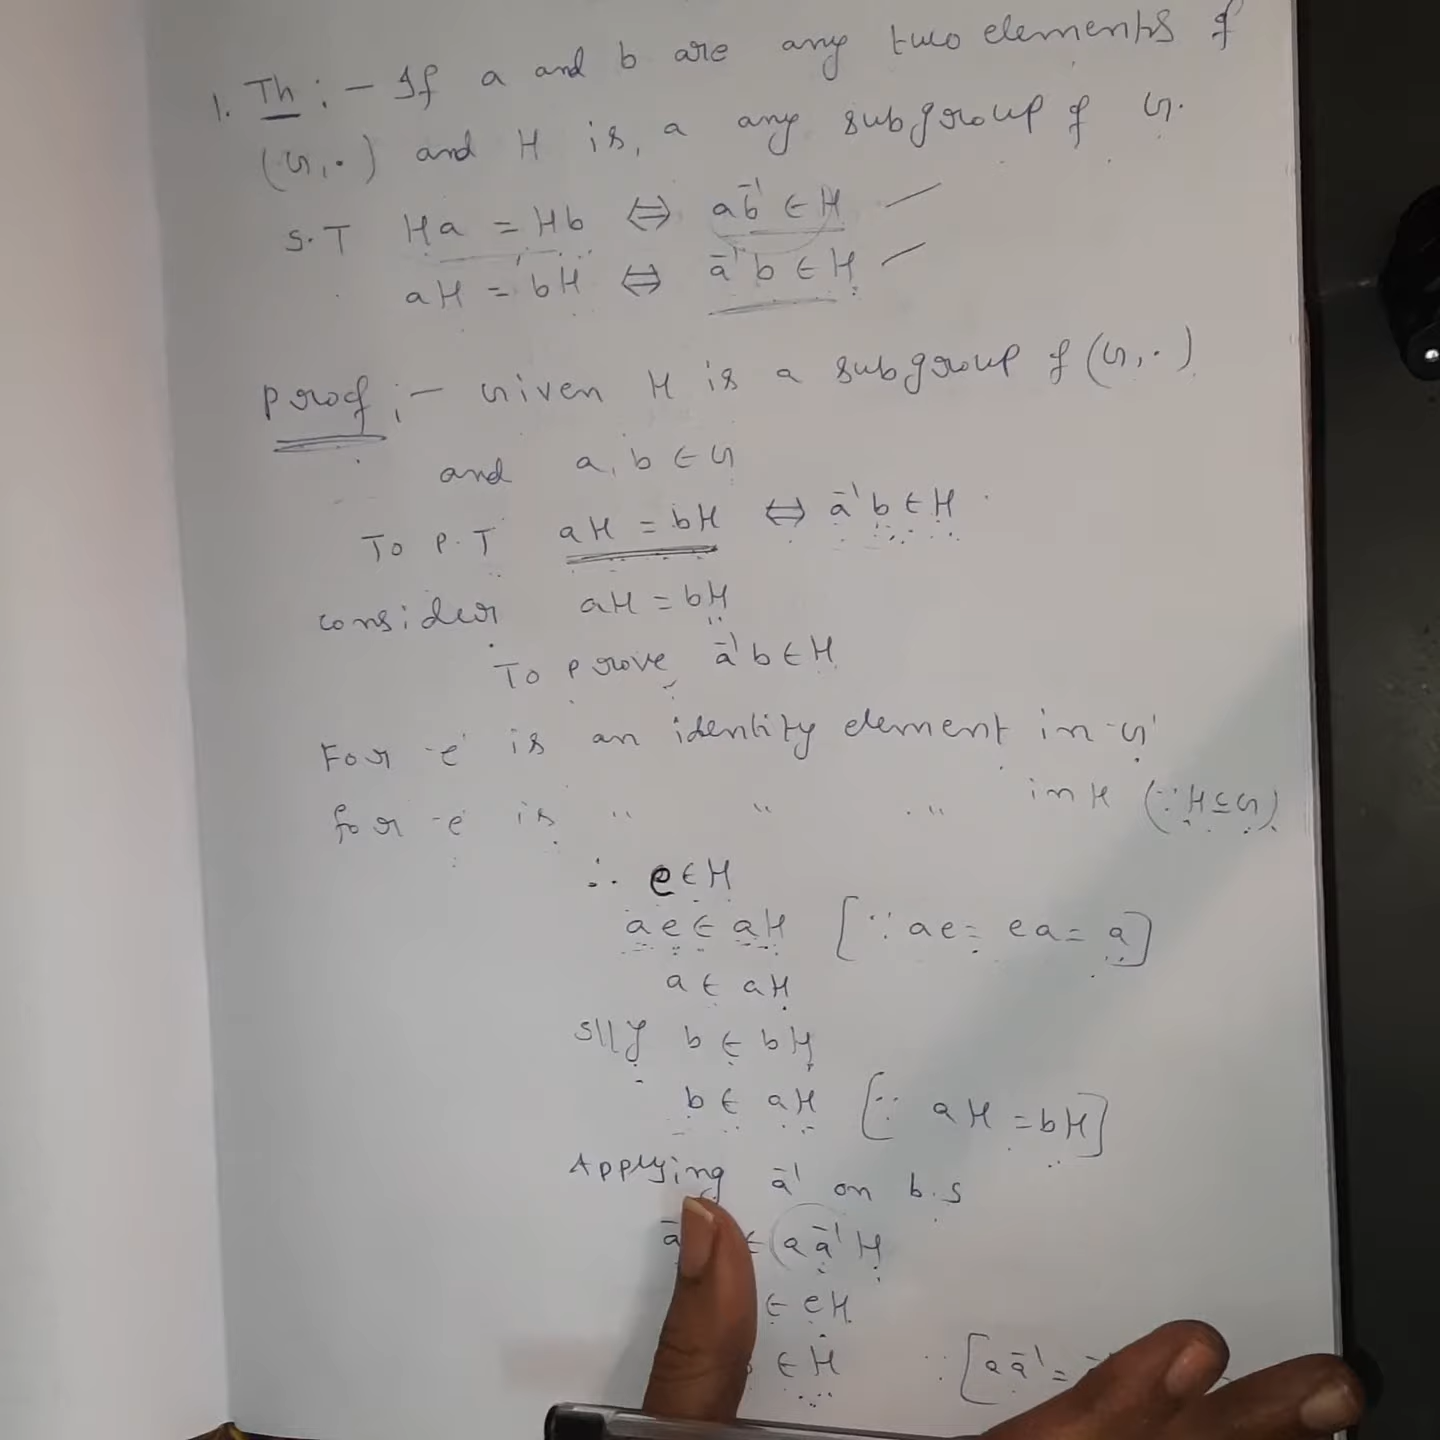 1. Th :- If a and b are any two elements of
(G, .) and H is, a any subgroup of G.
S.T Ha = Hb ⇔ ab⁻¹ ∈ H
aH = bH ⇔ a⁻¹b ∈ H
Proof :- Given H is a subgroup of (G, .)
and a, b ∈ G
To P.T aH = bH ⇔ a⁻¹b ∈ H
consider aH = bH
To prove a⁻¹b ∈ H
For 'e' is an identity element in 'G'
for 'e' is " " " in H (∵ H ⊆ G)
∴ e ∈ H
ae ∈ aH [∵ ae = ea = a]
a ∈ aH
s||y b ∈ bH
b ∈ aH [∵ aH = bH]
Applying a⁻¹ on b.s
∈ aa⁻¹H
∈ eH
∈ H ∵ [aa⁻¹ =